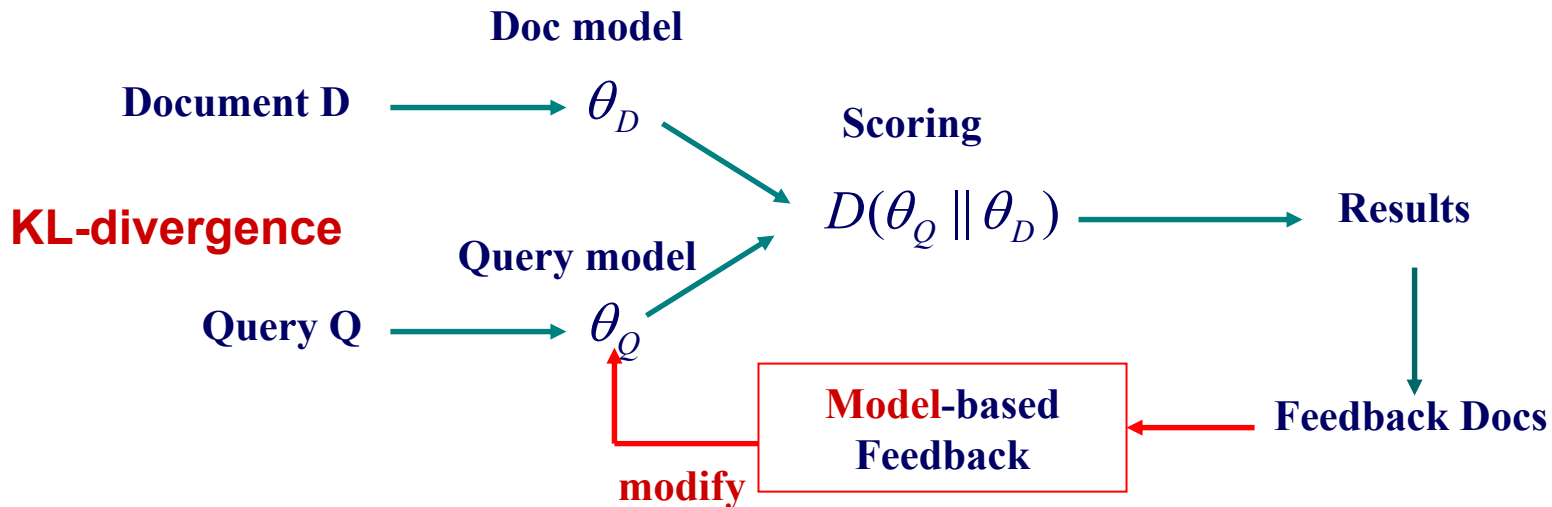 Doc model
Document D
θ_D
Scoring
KL-divergence
D(θ_Q || θ_D)
Results
Query model
Query Q
θ_Q
Model-based
Feedback
Feedback Docs
modify